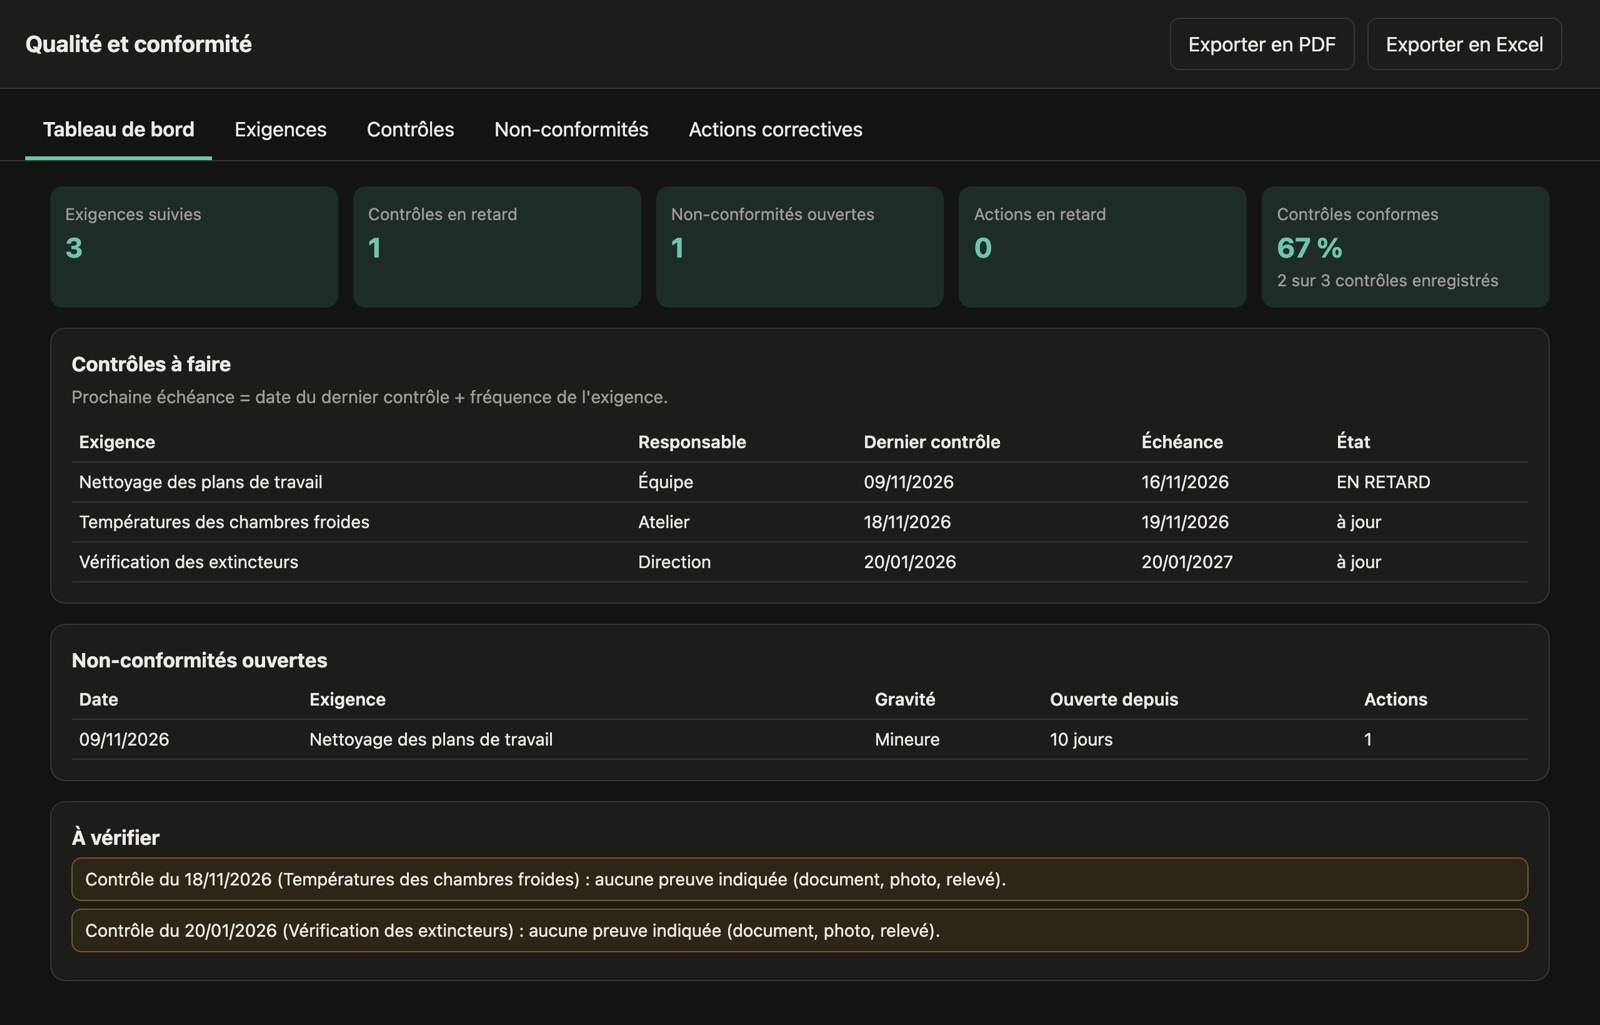 Qualité et conformité
Exporter en PDF
Exporter en Excel
Tableau de bord
Exigences
Contrôles
Non-conformités
Actions correctives
Exigences suivies
3
Contrôles en retard
1
Non-conformités ouvertes
1
Actions en retard
0
Contrôles conformes
67 %
2 sur 3 contrôles enregistrés
Contrôles à faire
Prochaine échéance = date du dernier contrôle + fréquence de l'exigence.
Exigence Responsable Dernier contrôle Échéance État
Nettoyage des plans de travail Équipe 09/11/2026 16/11/2026 EN RETARD
Températures des chambres froides Atelier 18/11/2026 19/11/2026 à jour
Vérification des extincteurs Direction 20/01/2026 20/01/2027 à jour
Non-conformités ouvertes
Date Exigence Gravité Ouverte depuis Actions
09/11/2026 Nettoyage des plans de travail Mineure 10 jours 1
À vérifier
Contrôle du 18/11/2026 (Températures des chambres froides) : aucune preuve indiquée (document, photo, relevé).
Contrôle du 20/01/2026 (Vérification des extincteurs) : aucune preuve indiquée (document, photo, relevé).